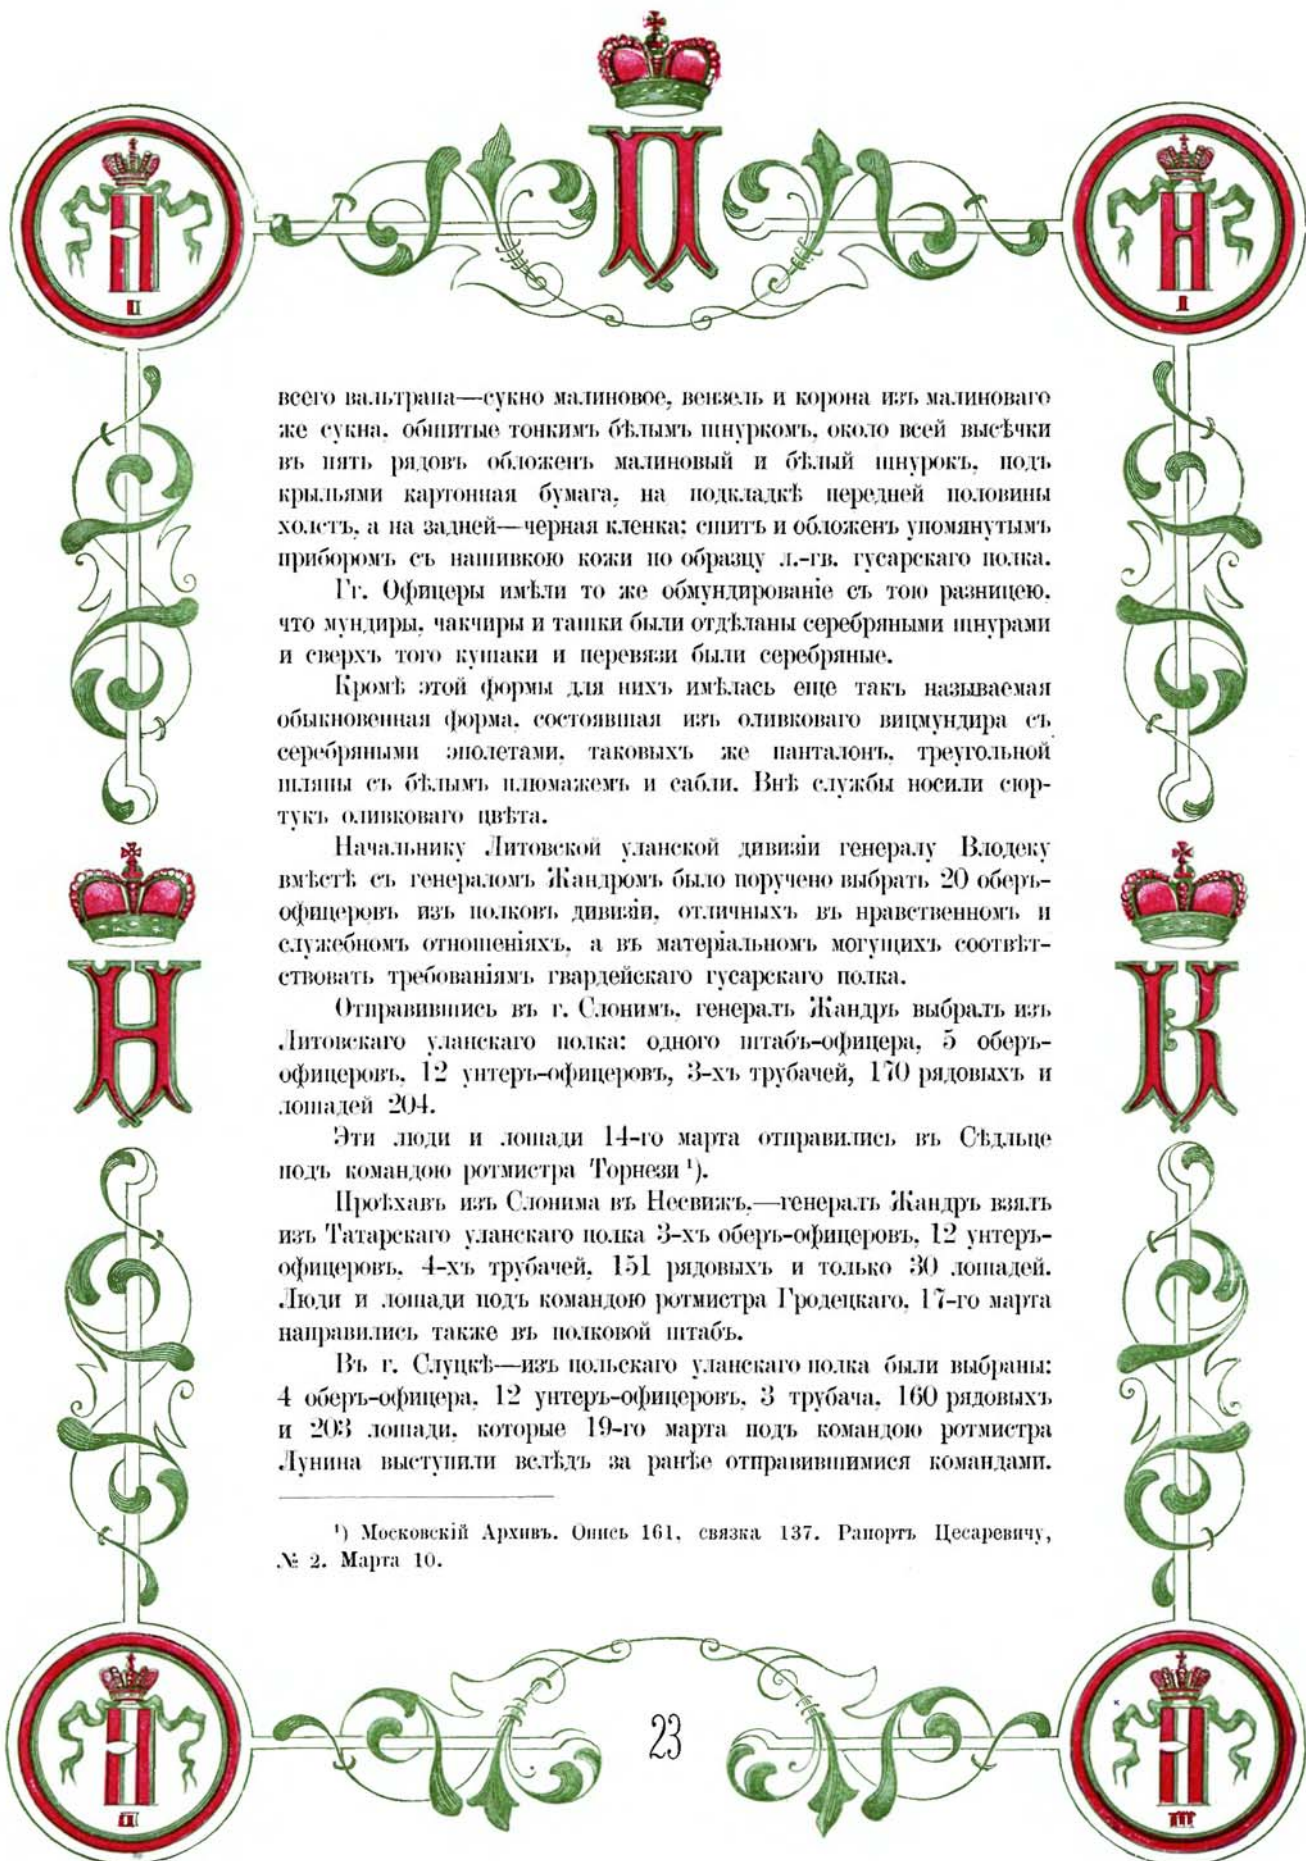 П
II
I
всего вальтрапа—сукно малиновое, вензель и корона изъ малиноваго
же сукна, обшитые тонкимъ бѣлымъ шнуркомъ, около всей высѣчки
въ пять рядовъ обложенъ малиновый и бѣлый шнурокъ, подъ
крыльями картонная бумага, на подкладкѣ передней половины
холстъ, а на задней—черная клеенка; сшитъ и обложенъ упомянутымъ
приборомъ съ нашивкою кожи по образцу л.-гв. гусарскаго полка.
Гг. Офицеры имѣли то же обмундированіе съ тою разницею,
что мундиры, чакчиры и ташки были отдѣланы серебряными шнурами
и сверхъ того кушаки и перевязи были серебряные.
Кромѣ этой формы для нихъ имѣлась еще такъ называемая
обыкновенная форма, состоявшая изъ оливковаго вицмундира съ
серебряными эполетами, таковыхъ же панталонъ, треугольной
шляпы съ бѣлымъ плюмажемъ и сабли. Внѣ службы носили сюр-
тукъ оливковаго цвѣта.
Начальнику Литовской уланской дивизіи генералу Влодеку
вмѣстѣ съ генераломъ Жандромъ было поручено выбрать 20 оберъ-
офицеровъ изъ полковъ дивизіи, отличныхъ въ нравственномъ и
служебномъ отношеніяхъ, а въ матеріальномъ могущихъ соотвѣт-
ствовать требованіямъ гвардейскаго гусарскаго полка.
Отправившись въ г. Слонимъ, генералъ Жандръ выбралъ изъ
Литовскаго уланскаго полка: одного штабъ-офицера, 5 оберъ-
офицеровъ, 12 унтеръ-офицеровъ, 3-хъ трубачей, 170 рядовыхъ и
лошадей 204.
Эти люди и лошади 14-го марта отправились въ Сѣдльце
подъ командою ротмистра Торнези ¹).
Проѣхавъ изъ Слонима въ Несвижъ,—генералъ Жандръ взялъ
изъ Татарскаго уланскаго полка 3-хъ оберъ-офицеровъ, 12 унтеръ-
офицеровъ, 4-хъ трубачей, 151 рядовыхъ и только 30 лошадей.
Люди и лошади подъ командою ротмистра Гродецкаго, 17-го марта
направились также въ полковой штабъ.
Въ г. Слуцкѣ—изъ польскаго уланскаго полка были выбраны:
4 оберъ-офицера, 12 унтеръ-офицеровъ, 3 трубача, 160 рядовыхъ
и 203 лошади, которые 19-го марта подъ командою ротмистра
Лунина выступили вслѣдъ за ранѣе отправившимися командами.
¹) Московскій Архивъ. Опись 161, связка 137. Рапортъ Цесаревичу,
№ 2. Марта 10.
Н
К
III
23